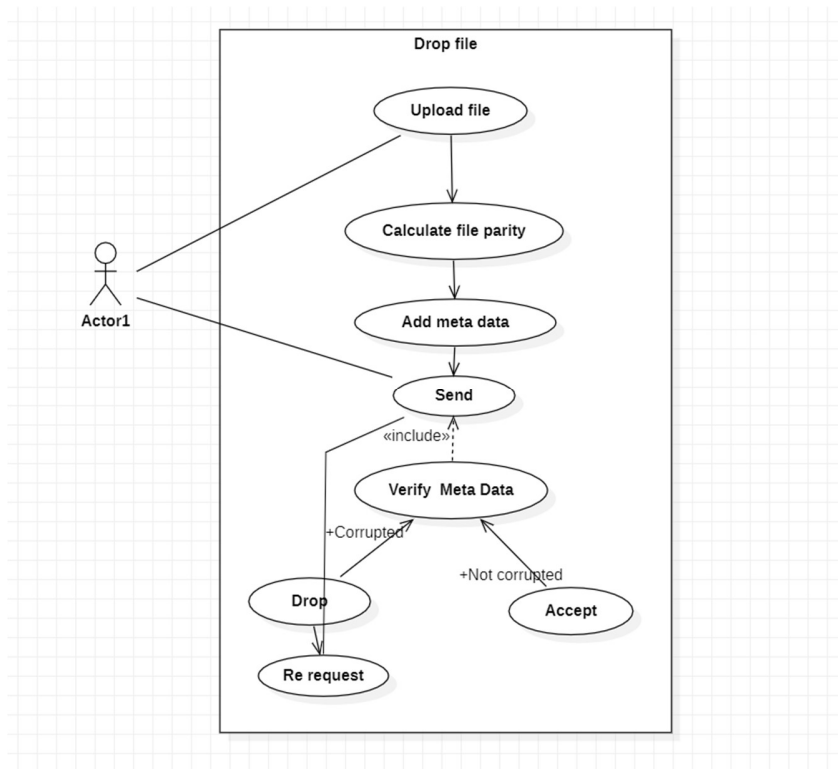 Drop file
Upload file
Calculate file parity
Actor1
Add meta data
Send
«include»
Verify  Meta Data
+Corrupted
+Not corrupted
Drop
Accept
Re request